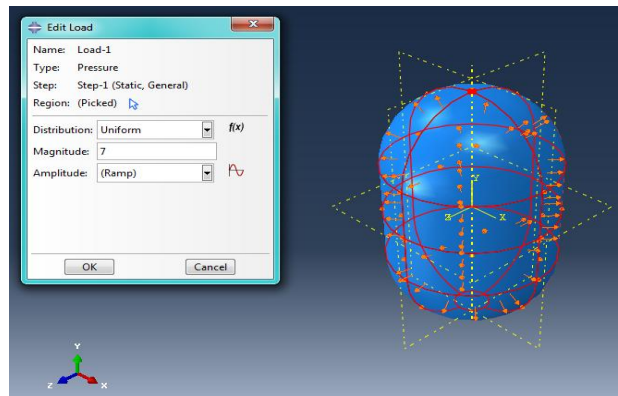 Edit Load
Name: Load-1
Type: Pressure
Step: Step-1 (Static, General)
Region: (Picked)
Distribution: Uniform f(x)
Magnitude: 7
Amplitude: (Ramp)
OK Cancel
Y
Z X
Y
Z X